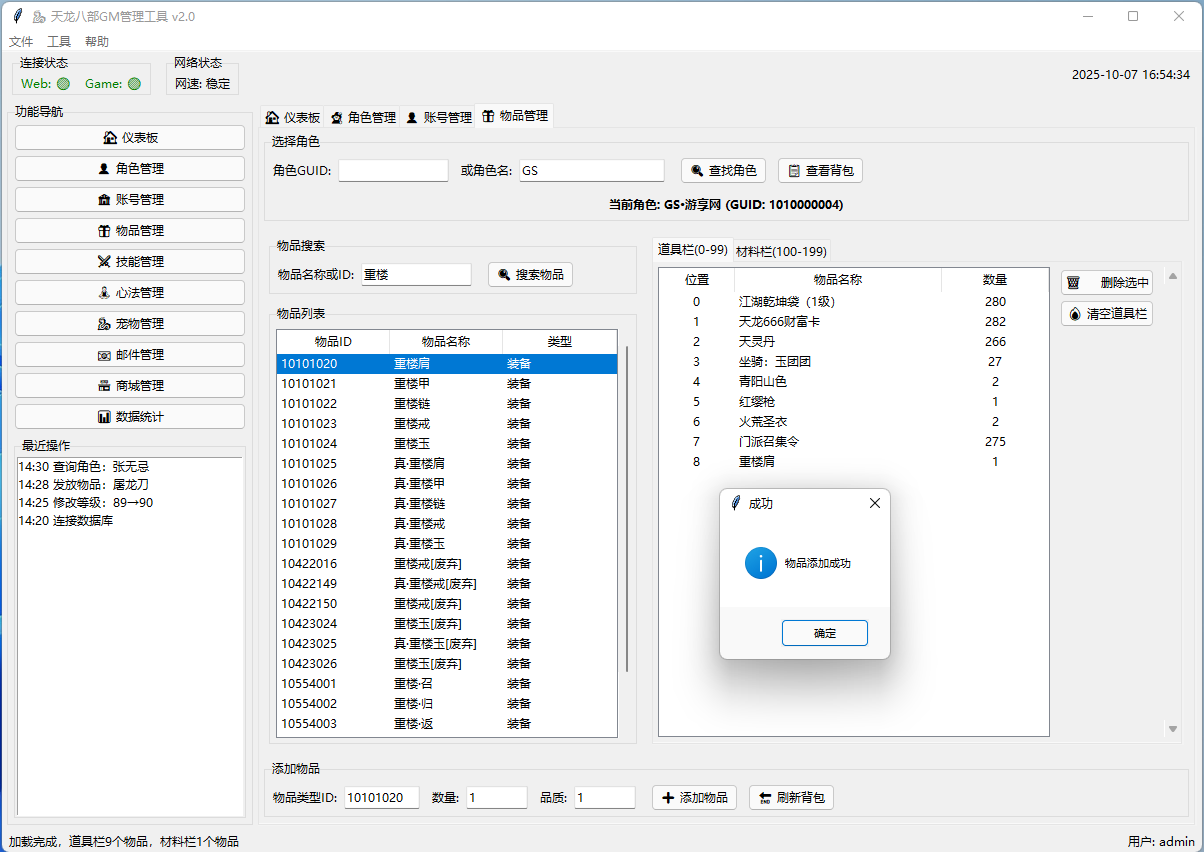 天龙八部GM管理工具 v2.0
文件 工具 帮助
连接状态 网络状态
Web: Game: 网速: 稳定
2025-10-07 16:54:34
功能导航
仪表板
角色管理
账号管理
物品管理
技能管理
心法管理
宠物管理
邮件管理
商城管理
数据统计
最近操作
14:30 查询角色：张无忌
14:28 发放物品：屠龙刀
14:25 修改等级：89→90
14:20 连接数据库
仪表板 角色管理 账号管理 物品管理
选择角色
角色GUID: 或角色名: GS 查找角色 查看背包
当前角色: GS•游享网 (GUID: 1010000004)
物品搜索
物品名称或ID: 重楼 搜索物品
物品列表
物品ID 物品名称 类型
10101020 重楼肩 装备
10101021 重楼甲 装备
10101022 重楼链 装备
10101023 重楼戒 装备
10101024 重楼玉 装备
10101025 真·重楼肩 装备
10101026 真·重楼甲 装备
10101027 真·重楼链 装备
10101028 真·重楼戒 装备
10101029 真·重楼玉 装备
10422016 重楼戒[废弃] 装备
10422149 真·重楼戒[废弃] 装备
10422150 重楼戒[废弃] 装备
10423024 重楼玉[废弃] 装备
10423025 真·重楼玉[废弃] 装备
10423026 重楼玉[废弃] 装备
10554001 重楼·召 装备
10554002 重楼·归 装备
10554003 重楼·返 装备
道具栏(0-99) 材料栏(100-199)
位置 物品名称 数量
0 江湖乾坤袋（1级） 280
1 天龙666财富卡 282
2 天灵丹 266
3 坐骑：玉团团 27
4 青阳山色 2
5 红缨枪 1
6 火荒圣衣 2
7 门派召集令 275
8 重楼肩 1
删除选中
清空道具栏
成功
物品添加成功
确定
添加物品
物品类型ID: 10101020 数量: 1 品质: 1 添加物品 刷新背包
加载完成，道具栏9个物品，材料栏1个物品
用户: admin